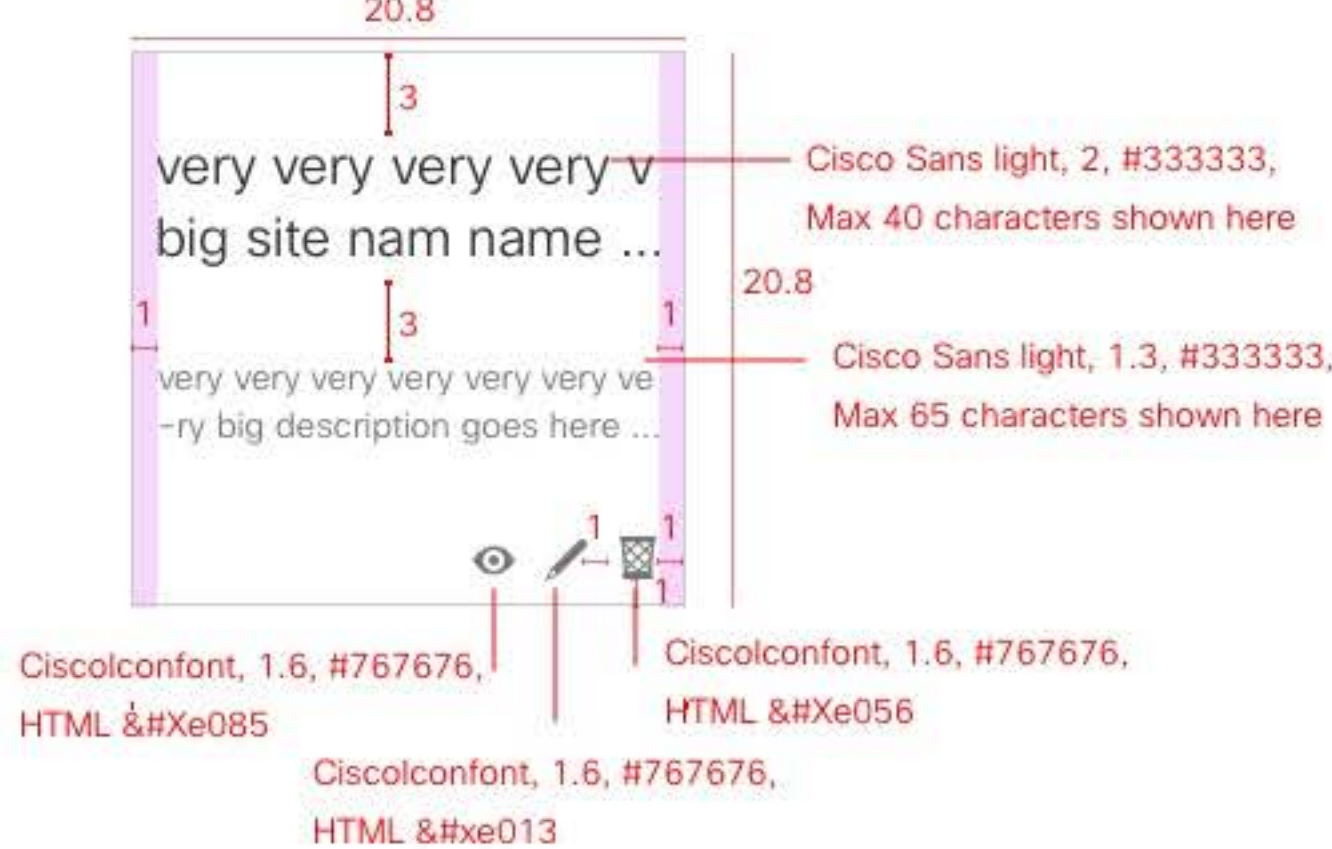 20.8
3
very very very very v
big site nam name ...
Cisco Sans light, 2, #333333,
Max 40 characters shown here
20.8
1
3
1
very very very very very very ve
-ry big description goes here ...
Cisco Sans light, 1.3, #333333,
Max 65 characters shown here
1
1
1
CiscoIconfont, 1.6, #767676,
HTML &#Xe085
CiscoIconfont, 1.6, #767676,
HTML &#Xe056
CiscoIconfont, 1.6, #767676,
HTML &#xe013